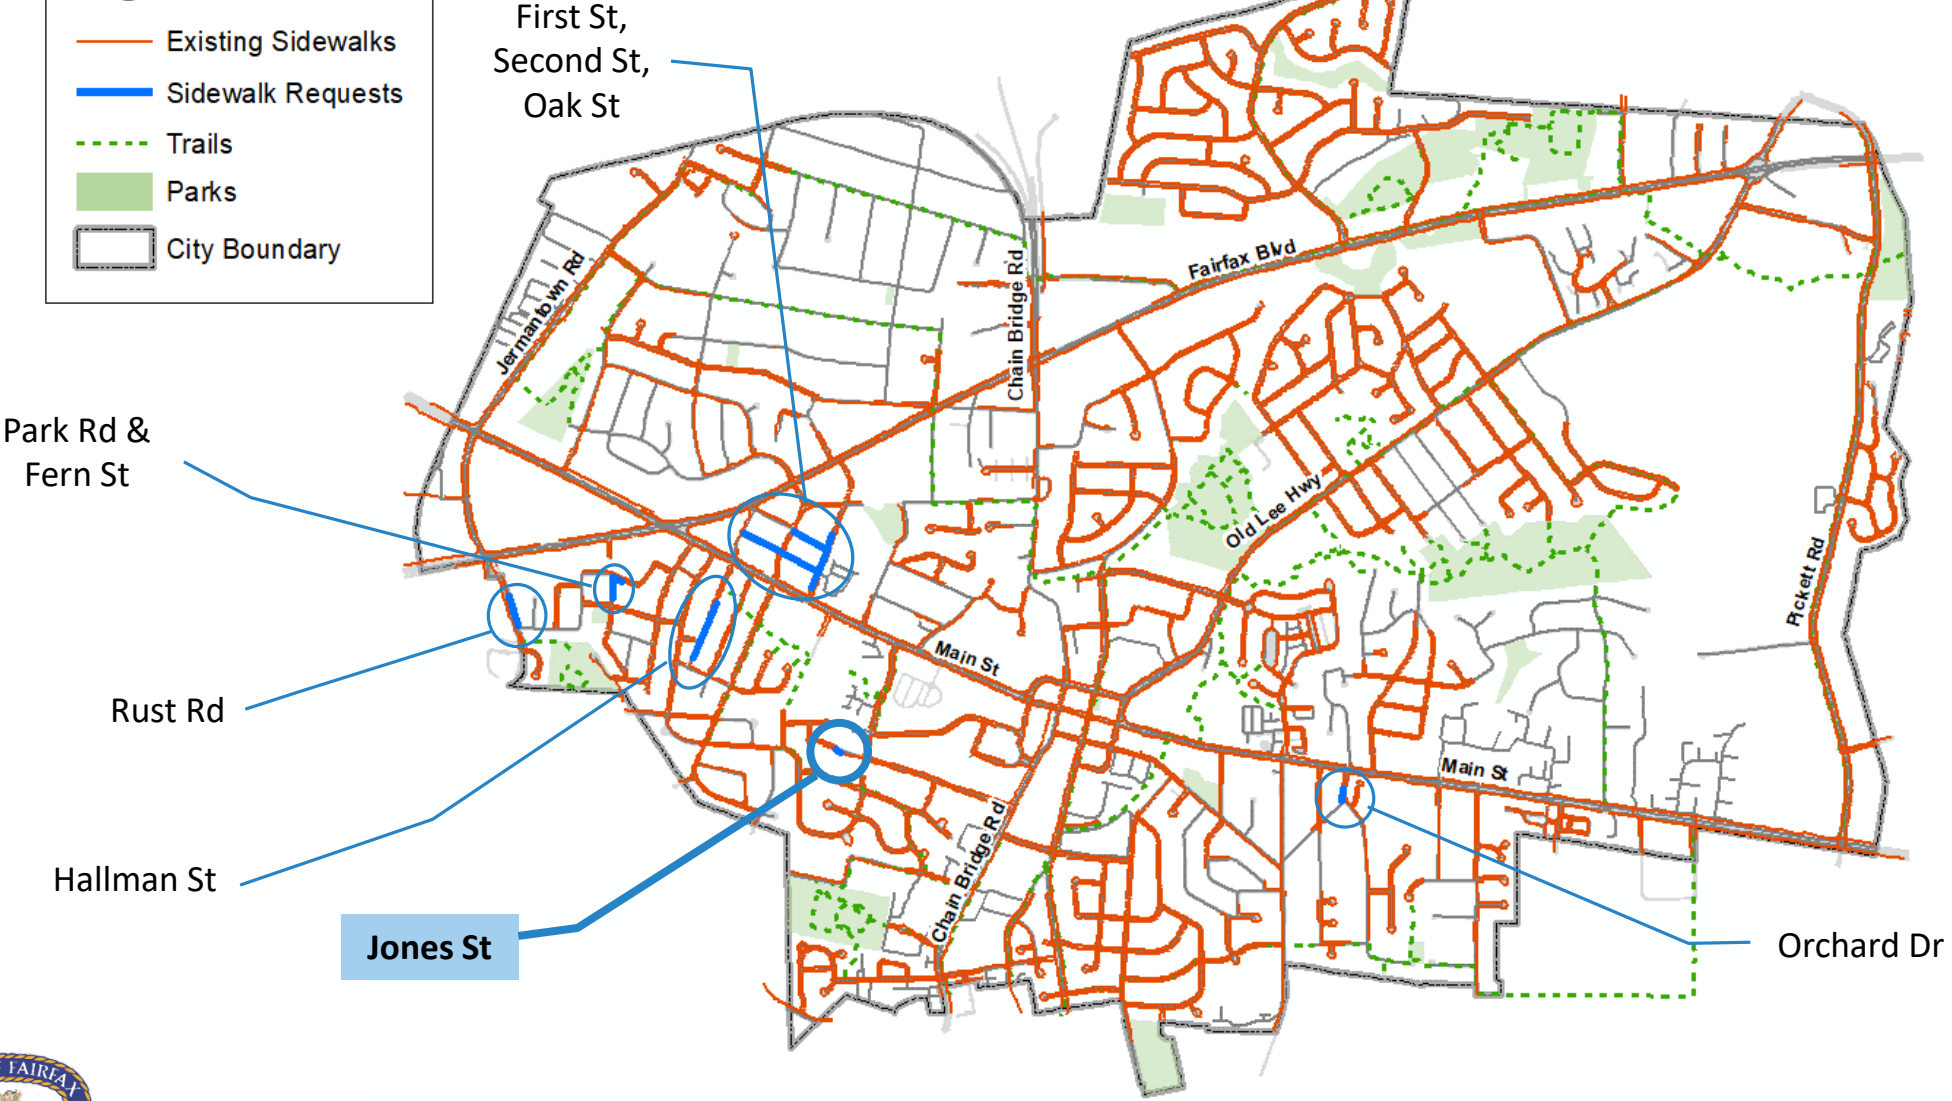 Existing Sidewalks
Sidewalk Requests
Trails
Parks
City Boundary
First St,
Second St,
Oak St
Park Rd &
Fern St
Rust Rd
Hallman St
Jones St
Orchard Dr
Jermantown Rd
Chain Bridge Rd
Fairfax Blvd
Old Lee Hwy
Pickett Rd
Main St
Main St
Chain Bridge Rd
FAIRFAX